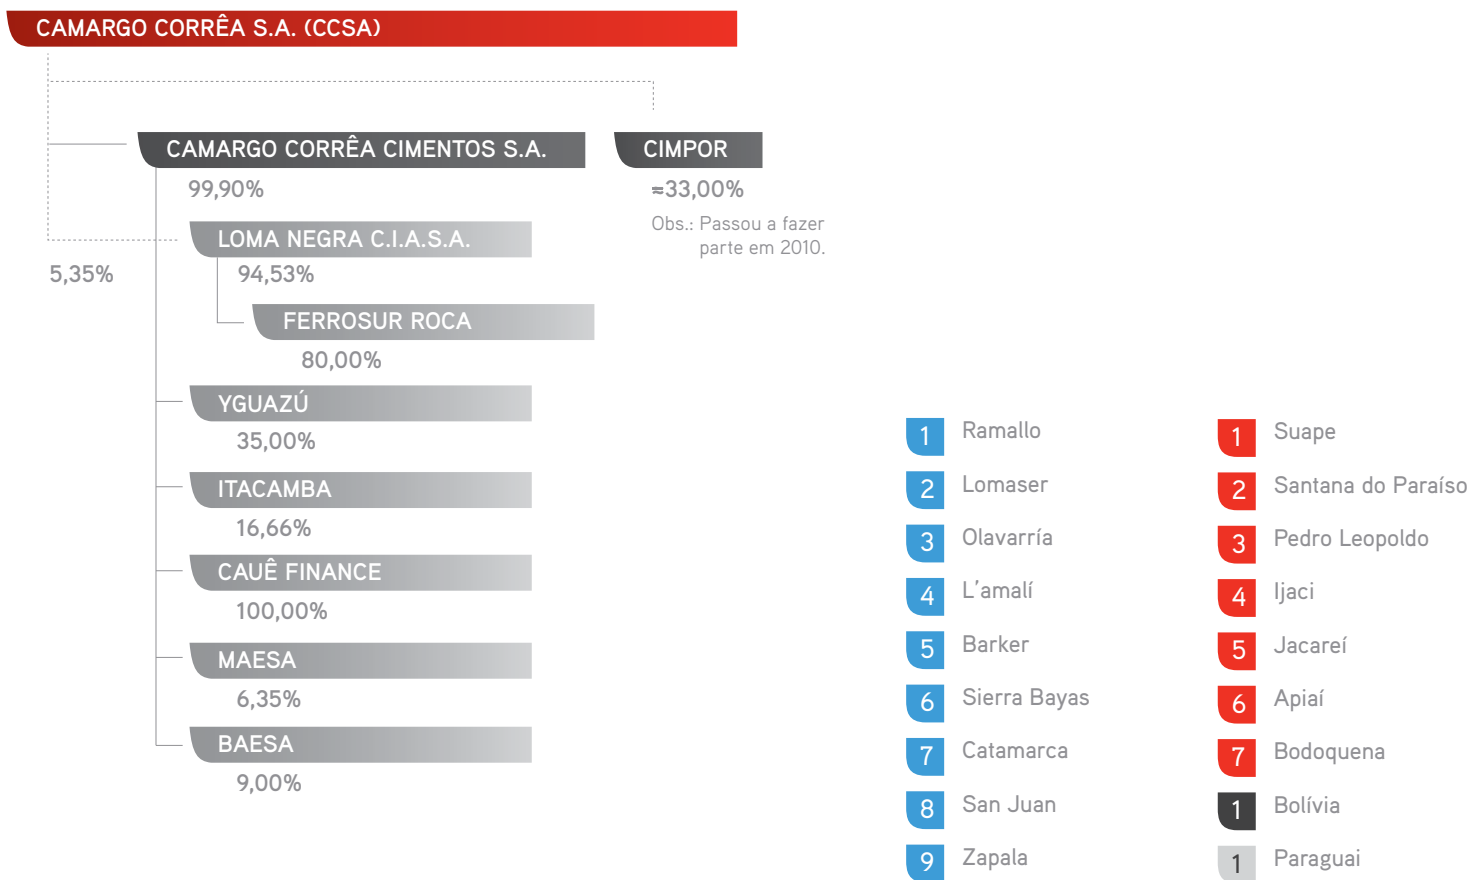 CAMARGO CORRÊA S.A. (CCSA)
CAMARGO CORRÊA CIMENTOS S.A.
99,90%
CIMPOR
≈33,00%
Obs.: Passou a fazer
parte em 2010.
LOMA NEGRA C.I.A.S.A.
5,35%
94,53%
FERROSUR ROCA
80,00%
YGUAZÚ
35,00%
ITACAMBA
16,66%
CAUÊ FINANCE
100,00%
MAESA
6,35%
BAESA
9,00%
1 Ramallo
2 Lomaser
3 Olavarría
4 L’amalí
5 Barker
6 Sierra Bayas
7 Catamarca
8 San Juan
9 Zapala
1 Suape
2 Santana do Paraíso
3 Pedro Leopoldo
4 Ijaci
5 Jacareí
6 Apiaí
7 Bodoquena
1 Bolívia
1 Paraguai